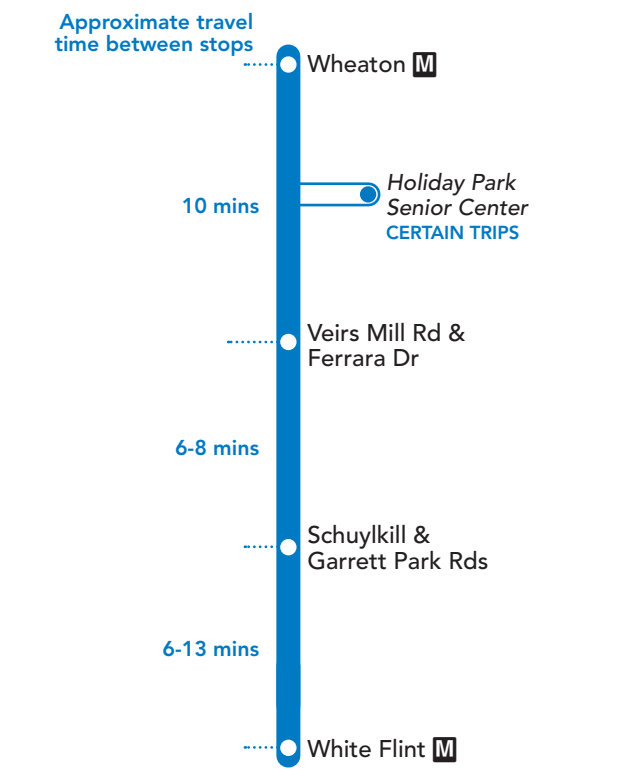 Approximate travel
time between stops
Wheaton M
Holiday Park
Senior Center
CERTAIN TRIPS
10 mins
Veirs Mill Rd &
Ferrara Dr
6-8 mins
Schuylkill &
Garrett Park Rds
6-13 mins
White Flint M